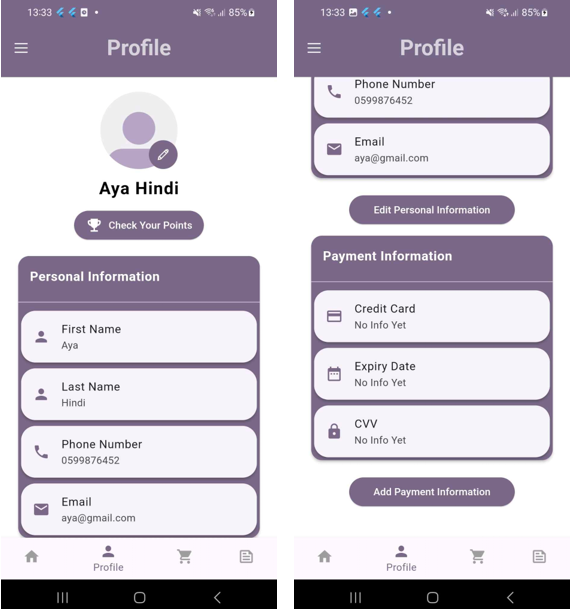 13:33
85%
Profile
Aya Hindi
Check Your Points
Personal Information
First Name
Aya
Last Name
Hindi
Phone Number
0599876452
Email
aya@gmail.com
Profile
13:33
85%
Profile
Phone Number
0599876452
Email
aya@gmail.com
Edit Personal Information
Payment Information
Credit Card
No Info Yet
Expiry Date
No Info Yet
CVV
No Info Yet
Add Payment Information
Profile